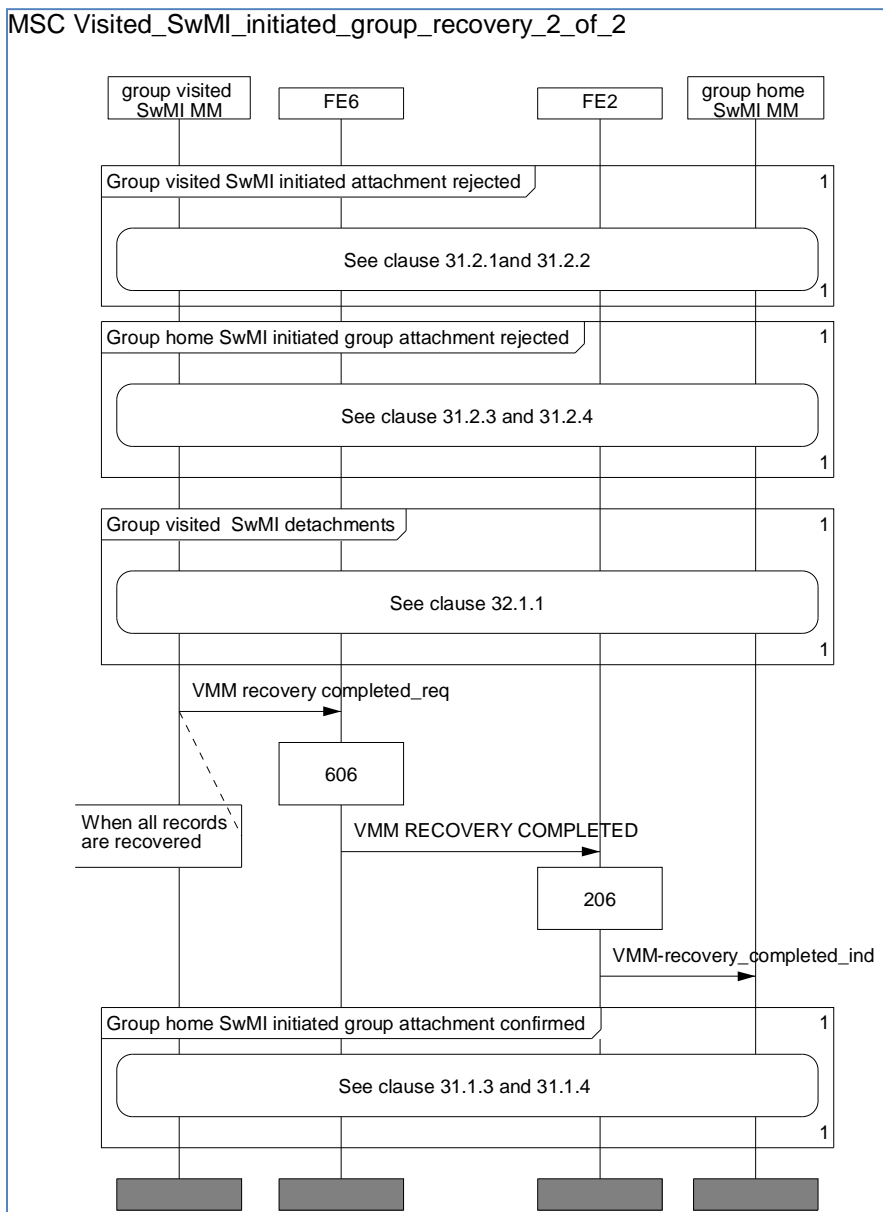 MSC Visited_SwMI_initiated_group_recovery_2_of_2
group visited
SwMI MM
FE6
FE2
group home
SwMI MM
Group visited SwMI initiated attachment rejected
1
See clause 31.2.1and 31.2.2
1
Group home SwMI initiated group attachment rejected
1
See clause 31.2.3 and 31.2.4
1
Group visited  SwMI detachments
1
See clause 32.1.1
1
VMM recovery completed_req
606
When all records
are recovered
VMM RECOVERY COMPLETED
206
VMM-recovery_completed_ind
Group home SwMI initiated group attachment confirmed
1
See clause 31.1.3 and 31.1.4
1